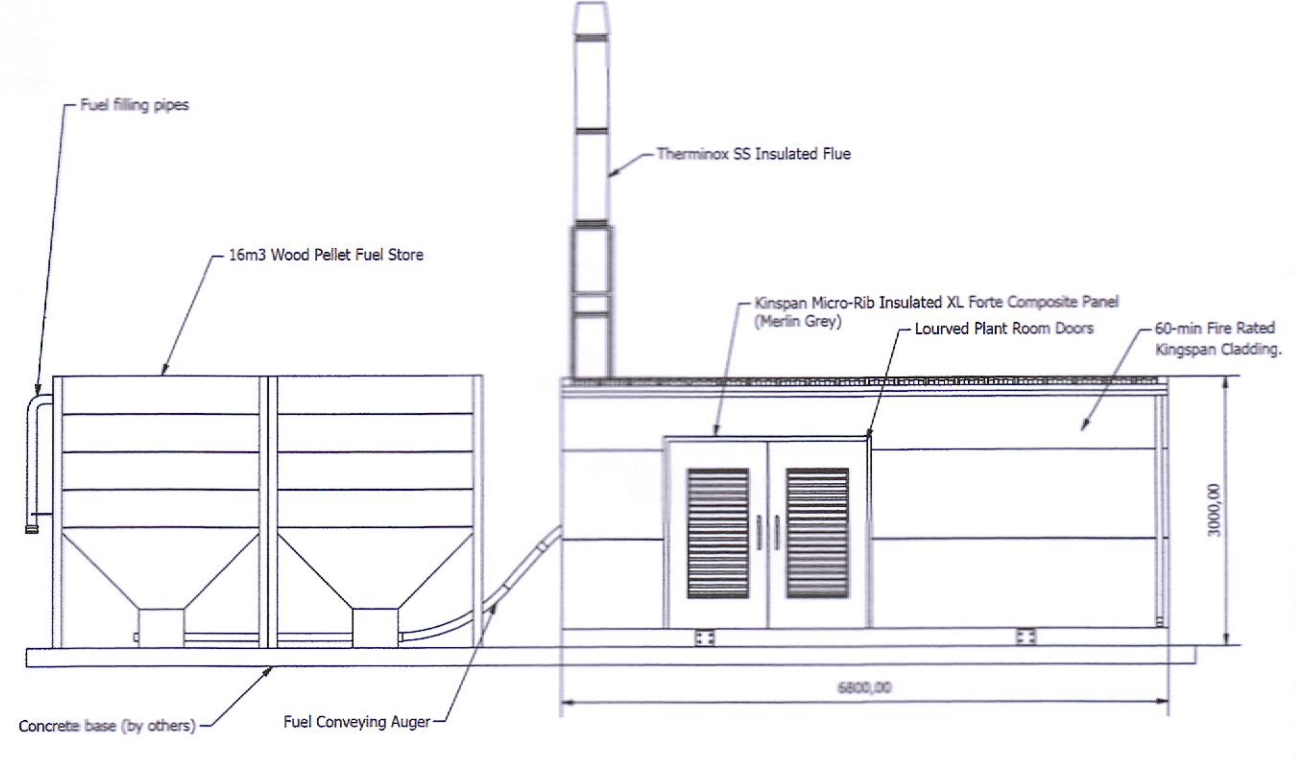 Fuel filling pipes
Therminox SS Insulated Flue
16m3 Wood Pellet Fuel Store
Kinspan Micro-Rib Insulated XL Forte Composite Panel
(Merlin Grey)
Lourved Plant Room Doors
60-min Fire Rated
Kingspan Cladding.
3000,00
6800,00
Concrete base (by others)
Fuel Conveying Auger